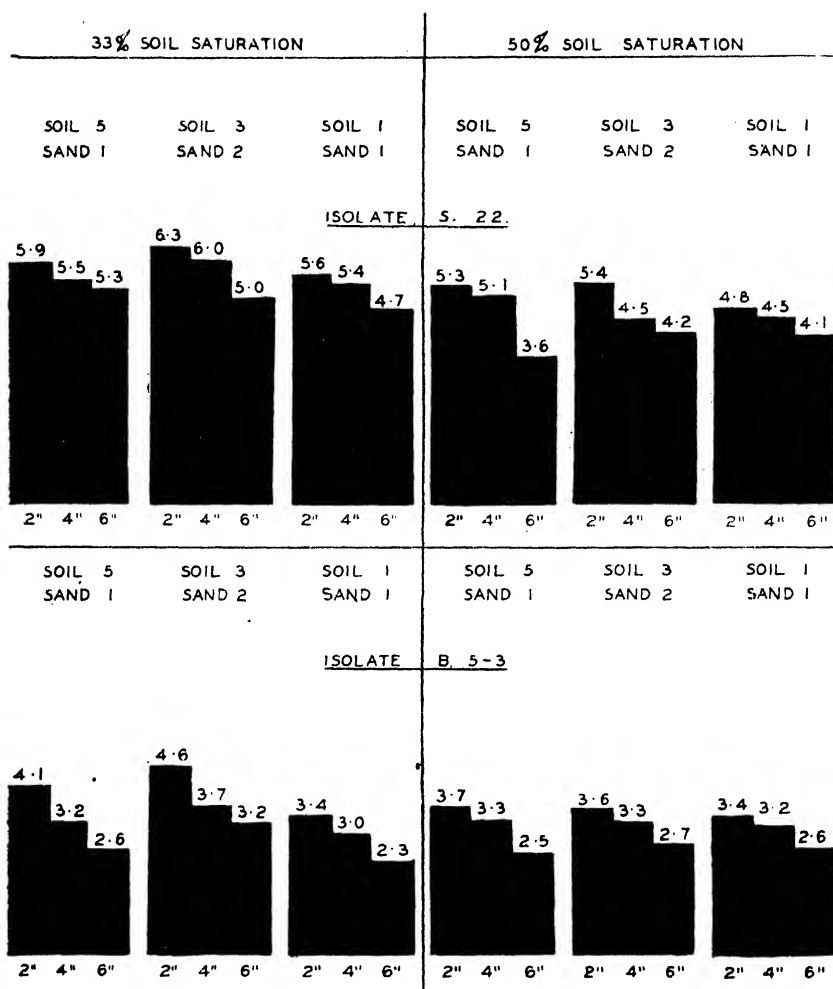 33% SOIL SATURATION 50% SOIL SATURATION
SOIL 5 SOIL 3 SOIL 1 SOIL 5 SOIL 3 SOIL 1
SAND 1 SAND 2 SAND 1 SAND 1 SAND 2 SAND 1
ISOLATE S. 22.
5·9 5·5 5·3 6·3 6·0 5·0 5·6 5·4 4·7 5·3 5·1 3·6 5·4 4·5 4·2 4·8 4·5 4·1
2" 4" 6" 2" 4" 6" 2" 4" 6" 2" 4" 6" 2" 4" 6" 2" 4" 6"
SOIL 5 SOIL 3 SOIL 1 SOIL 5 SOIL 3 SOIL 1
SAND 1 SAND 2 SAND 1 SAND 1 SAND 2 SAND 1
ISOLATE B. 5-3
4·1 3·2 2·6 4·6 3·7 3·2 3·4 3·0 2·3 3·7 3·3 2·5 3·6 3·3 2·7 3·4 3·2 2·6
2" 4" 6" 2" 4" 6" 2" 4" 6" 2" 4" 6" 2" 4" 6" 2" 4" 6"